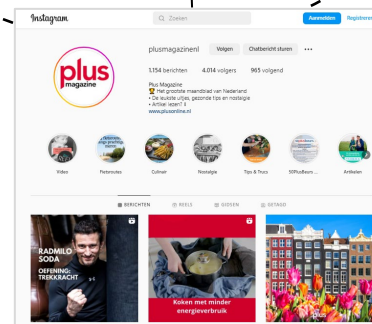 Instagram
Zoeken
Aanmelden
Registreren
plusmagazinenl
Volgen
Chatbericht sturen
1.154 berichten
4.014 volgers
965 volgend
plus
magazine
Plus Magazine
Het grootste maandblad van Nederland
• De leukste uitjes, gezonde tips en nostalgie
• Artikel lezen?
www.plusonline.nl
Video
Fietsroutes
Culinair
Nostalgie
Tips & Trucs
50PlusBeurs ...
Artikelen
BERICHTEN
REELS
GIDSEN
GETAGD
RADMILO
SODA
OEFENING:
TREKKRACHT
Koken met minder
energieverbruik
plus